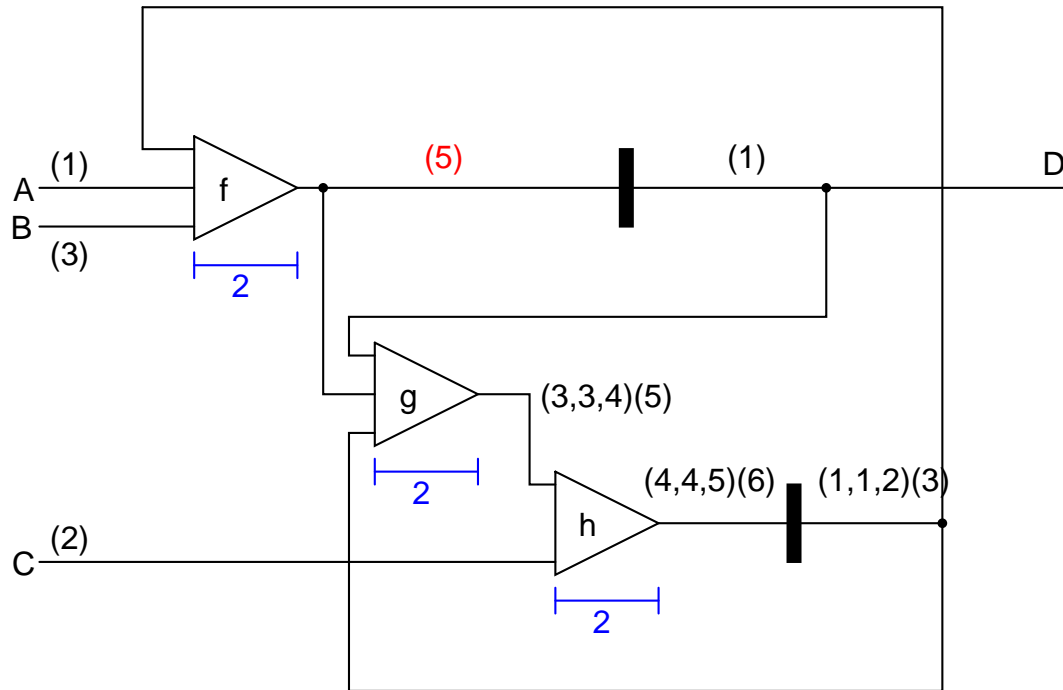 (1)
(5)
(1)
D
A
f
B
(3)
2
g
(3,3,4)(5)
2
(4,4,5)(6)
(1,1,2)(3)
(2)
h
C
2